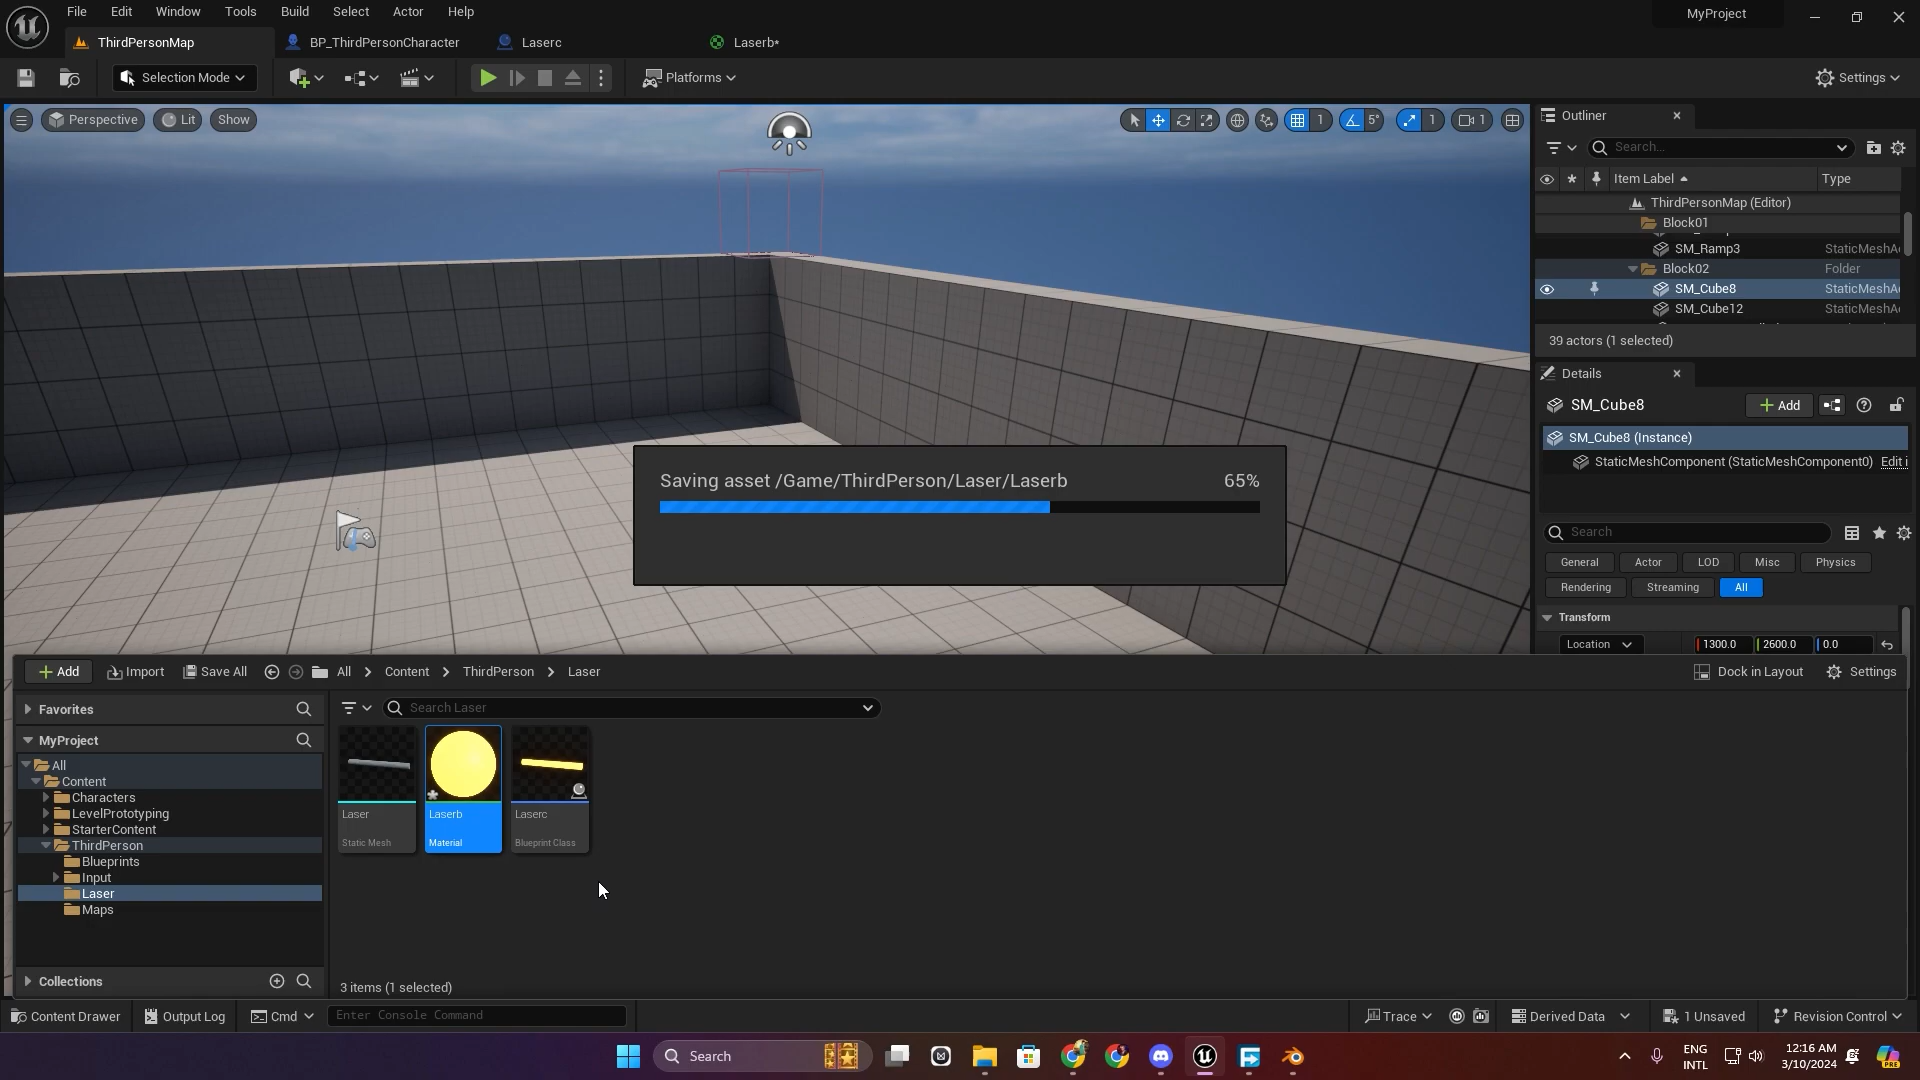 File Edit Window Tools Build Select Actor Help
MyProject
ThirdPersonMap
BP_ThirdPersonCharacter
Laserc
Laserb*
Selection Mode
Platforms
Settings
Perspective
Lit
Show
1
5°
1
1
Outliner
Search...
Item Label
Type
ThirdPersonMap (Editor)
Block01
SM_Ramp3
Block02
Folder
SM_Cube8
SM_Cube12
39 actors (1 selected)
Details
SM_Cube8
Add
SM_Cube8 (Instance)
StaticMeshComponent (StaticMeshComponent0)
Search
General
Actor
LOD
Misc
Physics
Rendering
Streaming
All
Transform
Location
1300.0
2600.0
0.0
Saving asset /Game/ThirdPerson/Laser/Laserb
65%
Add
Import
Save All
All
Content
ThirdPerson
Laser
Dock in Layout
Settings
Favorites
MyProject
All
Content
Characters
LevelPrototyping
StarterContent
ThirdPerson
Blueprints
Input
Laser
Maps
Collections
Search Laser
Laser
Static Mesh
Laserb
Material
Laserc
Blueprint Class
3 items (1 selected)
Content Drawer
Output Log
Cmd
Enter Console Command
Trace
Derived Data
1 Unsaved
Revision Control
Search
ENG
INTL
12:16 AM
3/10/2024
PRE